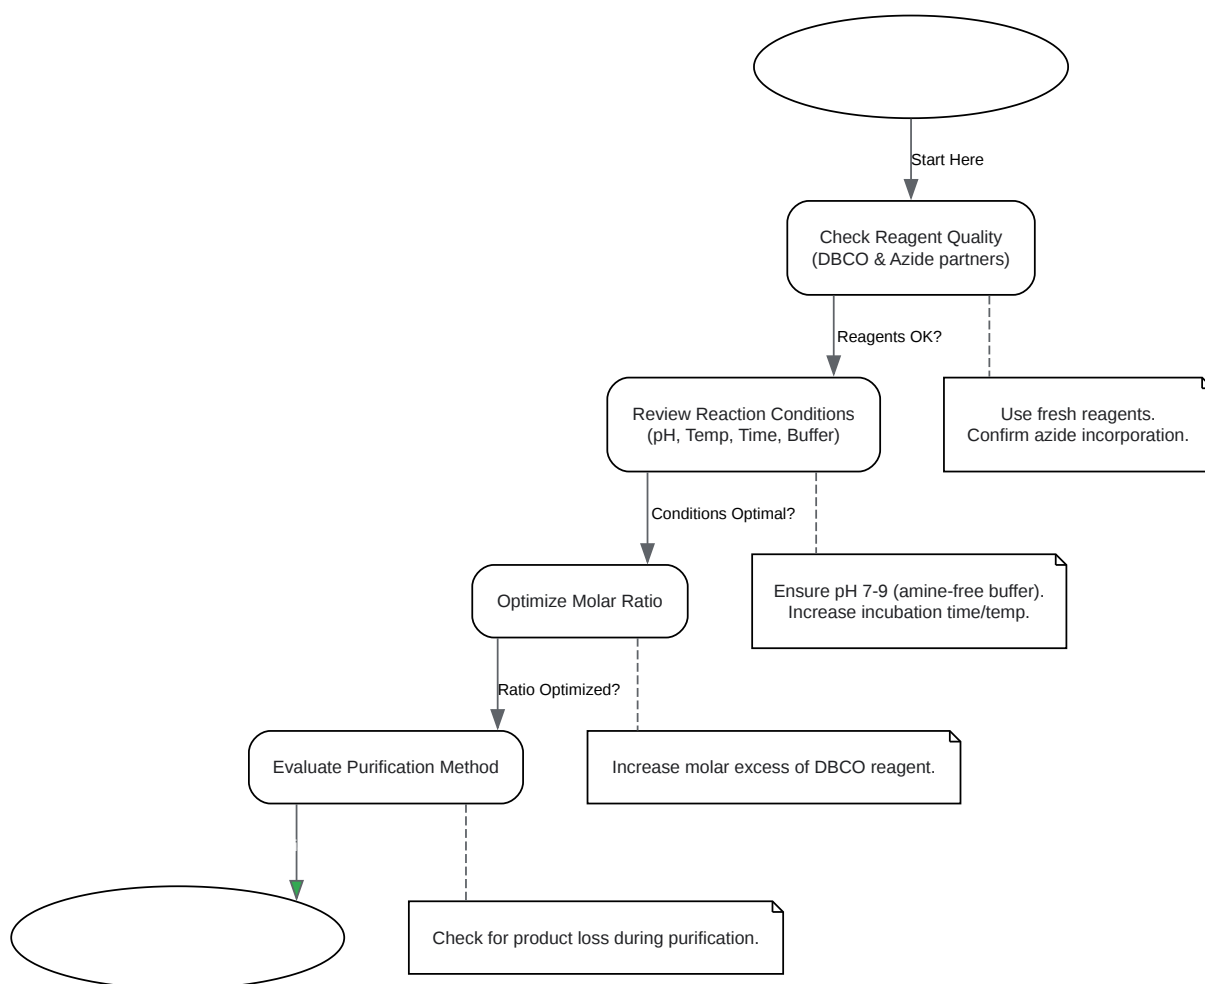 Start Here
Check Reagent Quality
(DBCO & Azide partners)
Reagents OK?
Review Reaction Conditions
(pH, Temp, Time, Buffer)
Use fresh reagents.
Confirm azide incorporation.
Conditions Optimal?
Optimize Molar Ratio
Ensure pH 7-9 (amine-free buffer).
Increase incubation time/temp.
Ratio Optimized?
Evaluate Purification Method
Increase molar excess of DBCO reagent.
Check for product loss during purification.